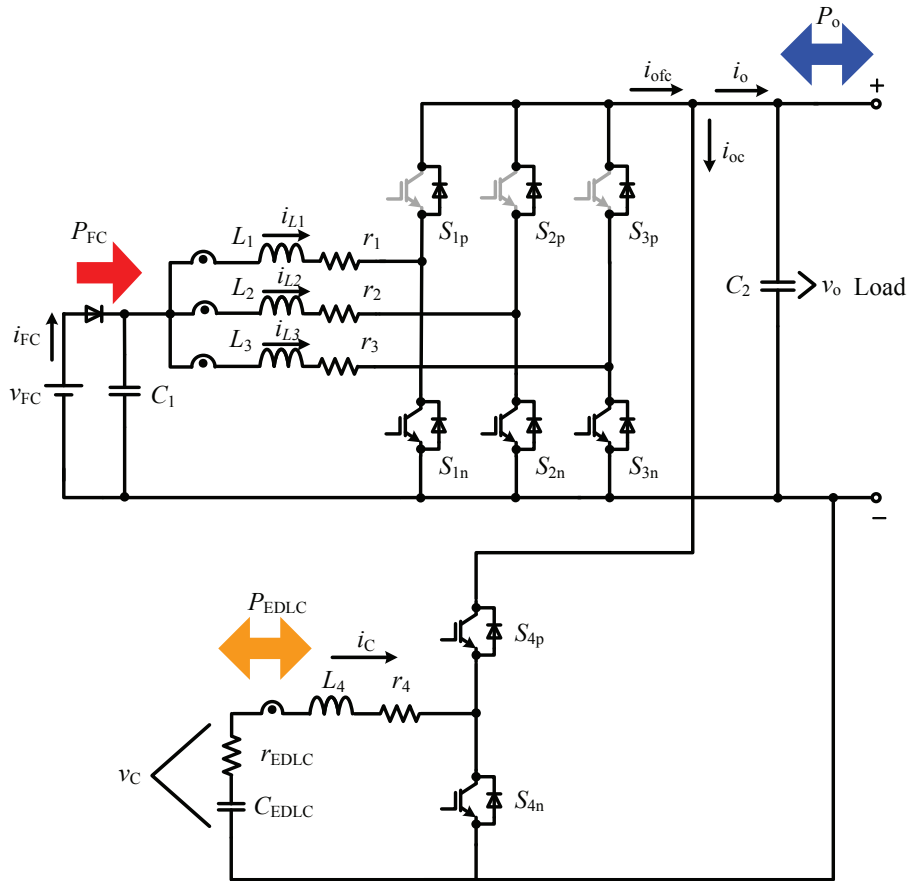 Po
iofc
io
+
ioc
PFC
L1
iL1
r1
S1p
S2p
S3p
L2
iL2
r2
C2
vo
Load
L3
iL3
r3
iFC
vFC
C1
S1n
S2n
S3n
−
PEDLC
iC
S4p
L4
r4
rEDLC
vC
CEDLC
S4n